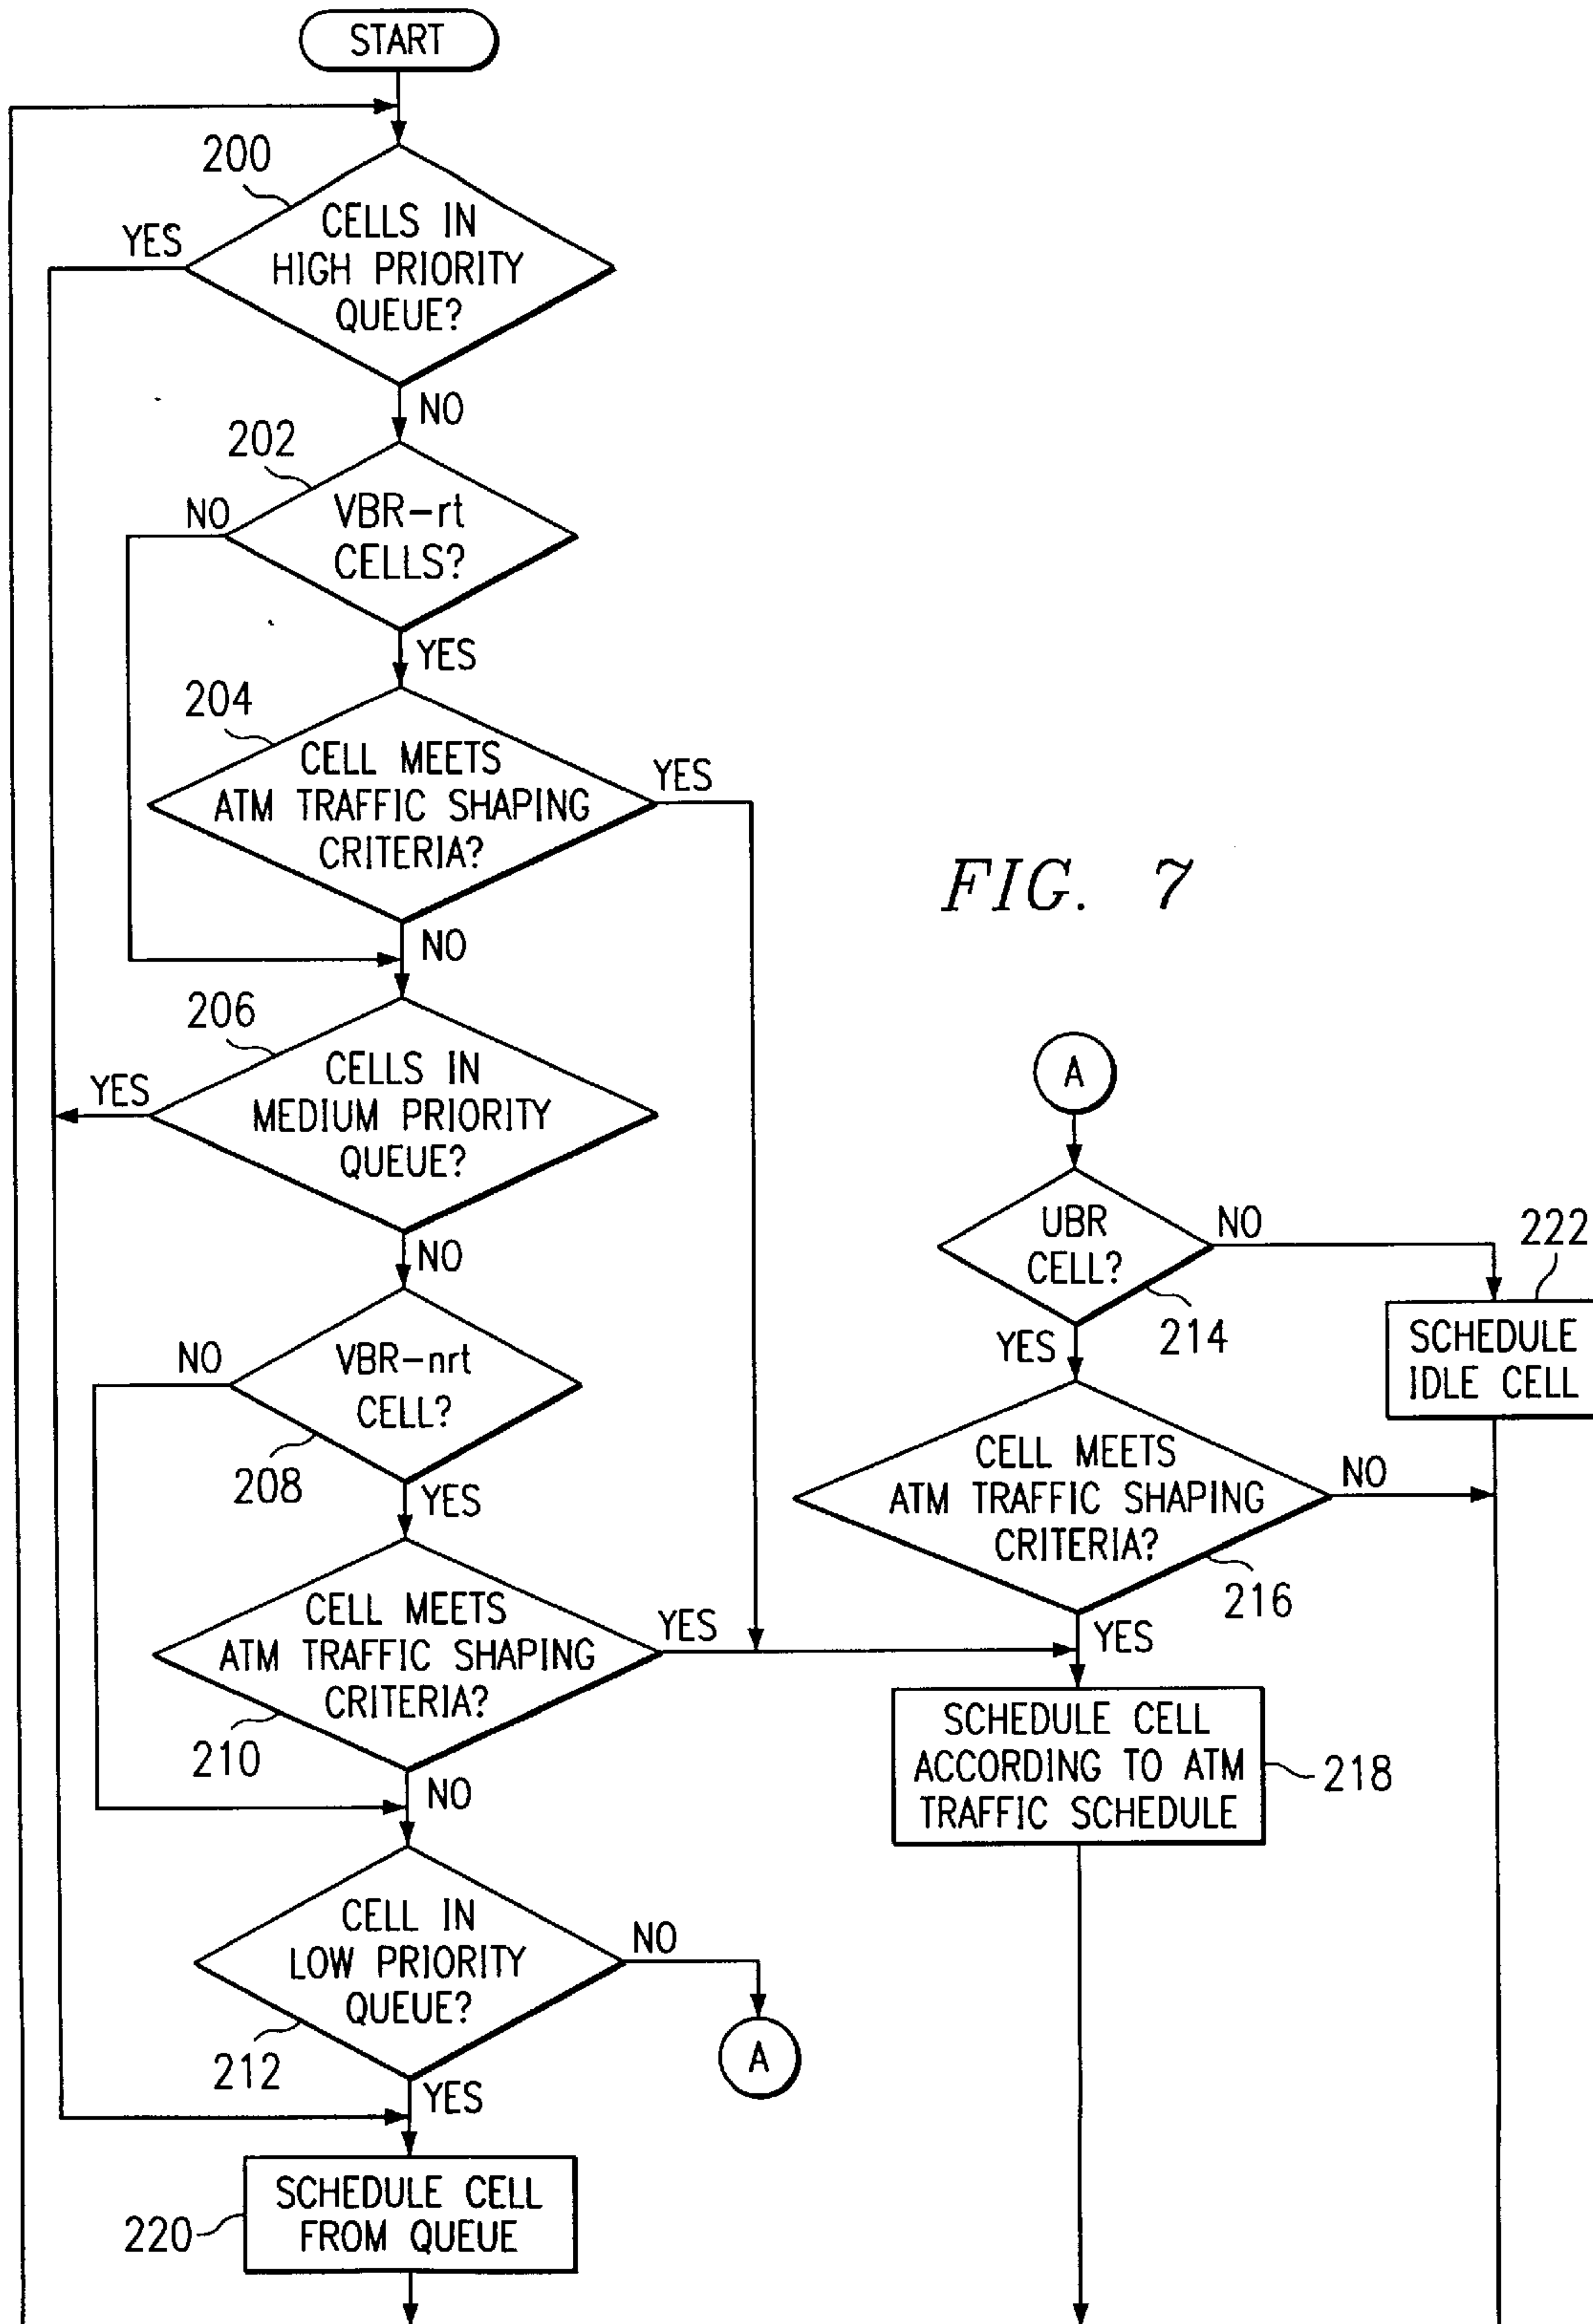 START
200
CELLS IN
HIGH PRIORITY
QUEUE?
YES
NO
202
VBR-rt
CELLS?
NO
YES
204
CELL MEETS
ATM TRAFFIC SHAPING
CRITERIA?
YES
NO
FIG. 7
206
CELLS IN
MEDIUM PRIORITY
QUEUE?
YES
NO
208
VBR-nrt
CELL?
NO
YES
210
CELL MEETS
ATM TRAFFIC SHAPING
CRITERIA?
YES
NO
212
CELL IN
LOW PRIORITY
QUEUE?
NO
A
YES
220
SCHEDULE CELL
FROM QUEUE
A
UBR
CELL?
214
NO
YES
222
SCHEDULE
IDLE CELL
CELL MEETS
ATM TRAFFIC SHAPING
CRITERIA?
216
NO
YES
SCHEDULE CELL
ACCORDING TO ATM
TRAFFIC SCHEDULE
218